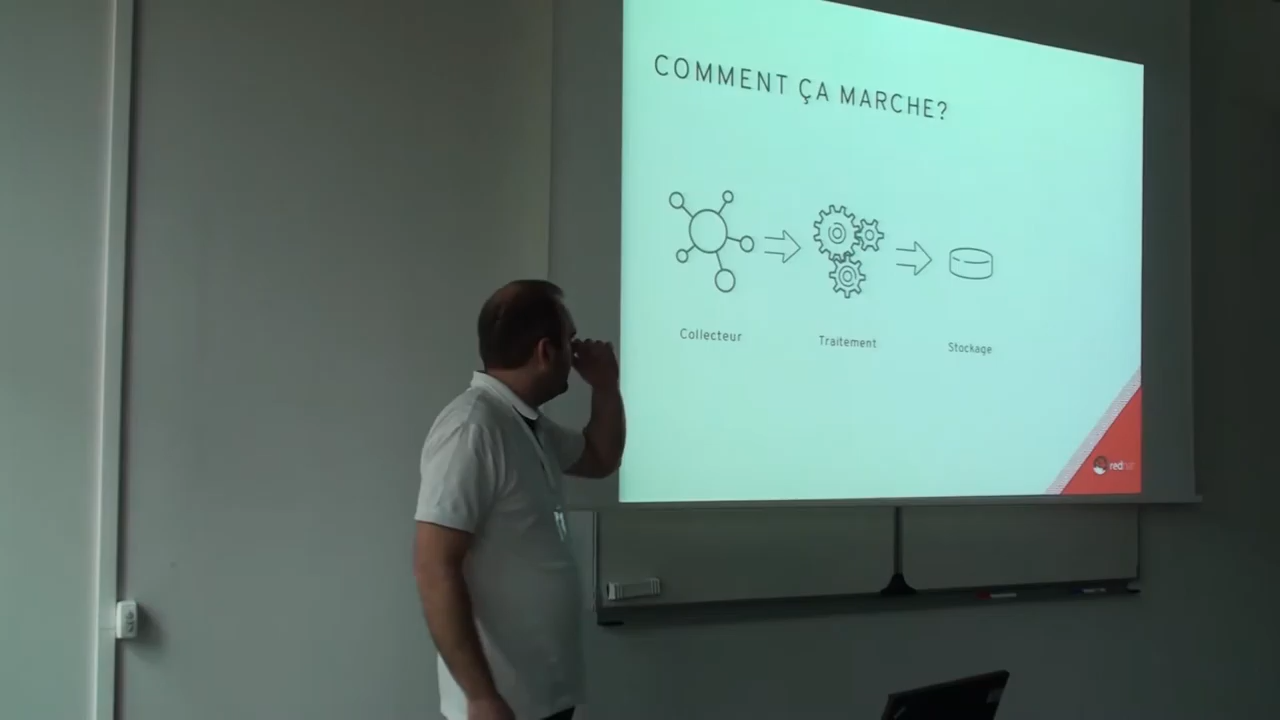 COMMENT ÇA MARCHE?
Collecteur
Traitement
Stockage
redhat